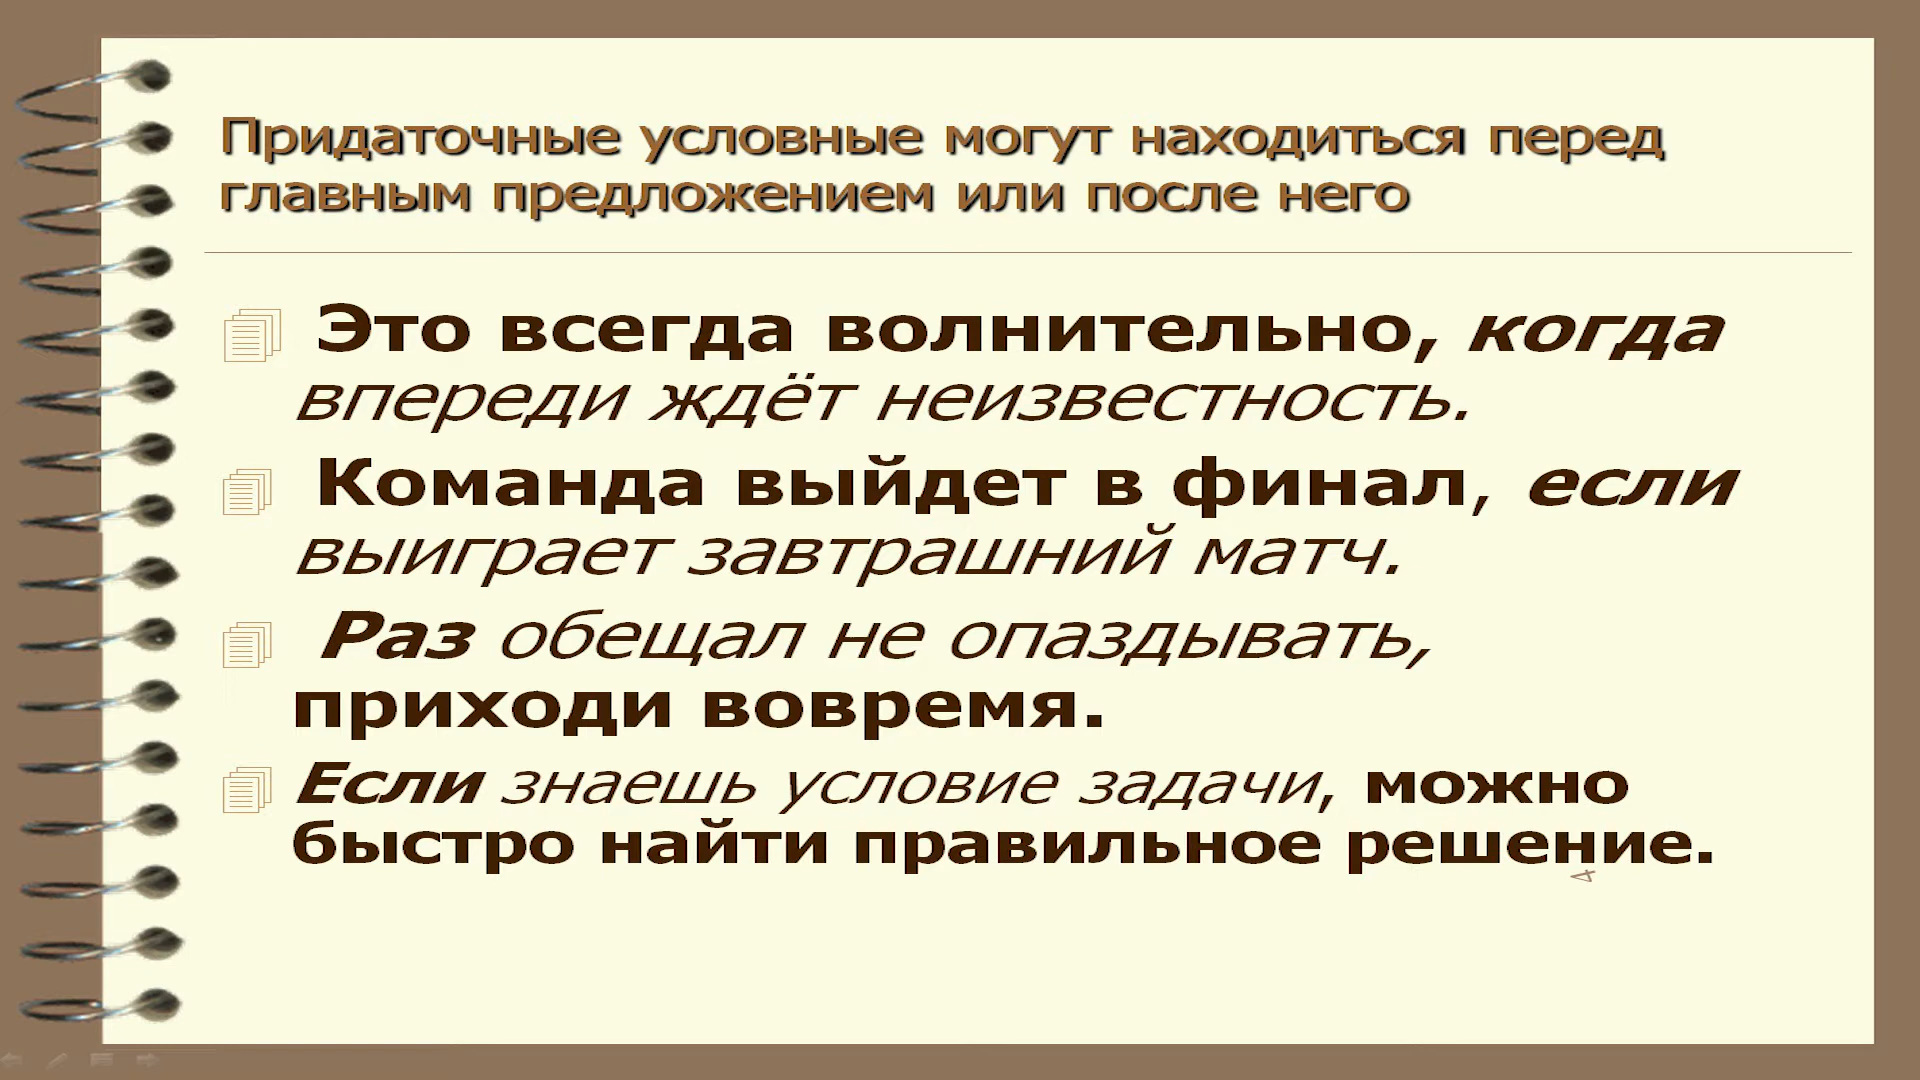 Придаточные условные могут находиться перед
главным предложением или после него
Это всегда волнительно, когда
впереди ждёт неизвестность.
Команда выйдет в финал, если
выиграет завтрашний матч.
Раз обещал не опаздывать,
приходи вовремя.
Если знаешь условие задачи, можно
быстро найти правильное решение.